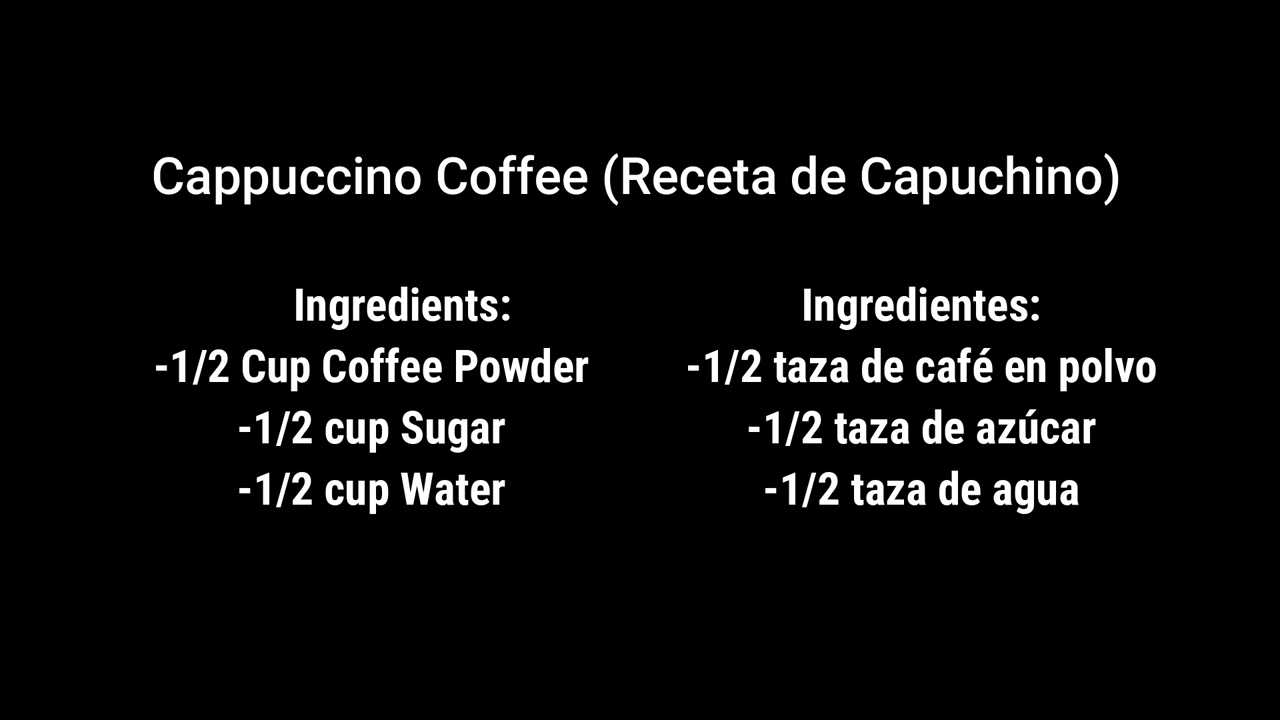 Cappuccino Coffee (Receta de Capuchino)
Ingredients:
-1/2 Cup Coffee Powder
-1/2 cup Sugar
-1/2 cup Water
Ingredientes:
-1/2 taza de café en polvo
-1/2 taza de azúcar
-1/2 taza de agua